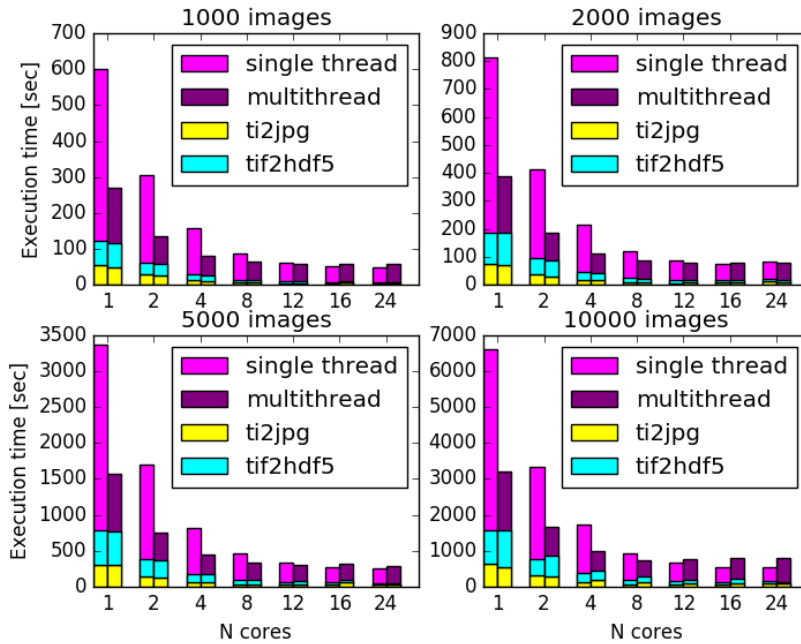 1000 images
Execution time [sec]
700
600
500
400
300
200
100
0
single thread
multithread
ti2jpg
tif2hdf5
1 2 4 8 12 16 24
2000 images
900
800
700
600
500
400
300
200
100
0
single thread
multithread
ti2jpg
tif2hdf5
1 2 4 8 12 16 24
5000 images
Execution time [sec]
3500
3000
2500
2000
1500
1000
500
0
single thread
multithread
ti2jpg
tif2hdf5
1 2 4 8 12 16 24
N cores
10000 images
7000
6000
5000
4000
3000
2000
1000
0
single thread
multithread
ti2jpg
tif2hdf5
1 2 4 8 12 16 24
N cores